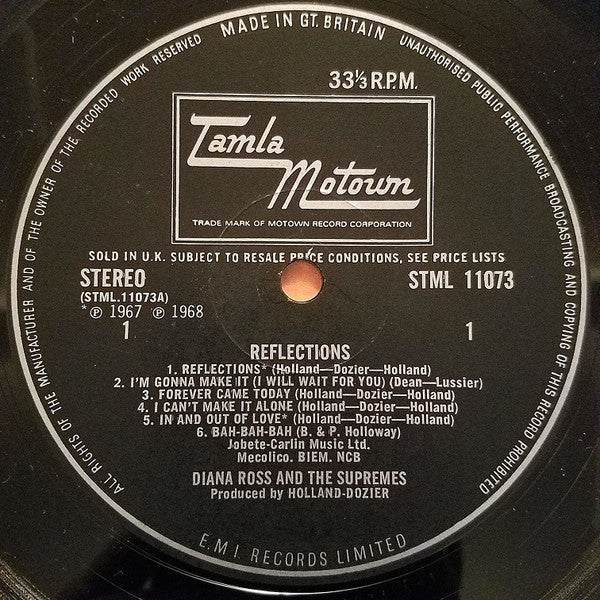 MADE IN GT. BRITAIN
ALL RIGHTS OF THE MANUFACTURER AND OF THE OWNER OF THE RECORDED WORK RESERVED
UNAUTHORISED PUBLIC PERFORMANCE BROADCASTING AND COPYING OF THIS RECORD PROHIBITED
33⅓ R.P.M.
Tamla
Motown
TRADE MARK OF MOTOWN RECORD CORPORATION
SOLD IN U.K. SUBJECT TO RESALE PRICE CONDITIONS, SEE PRICE LISTS
STEREO STML 11073
(STML.11073A)
* ℗ 1967 ℗ 1968
1 1
REFLECTIONS
1. REFLECTIONS* (Holland—Dozier—Holland)
2. I'M GONNA MAKE IT (I WILL WAIT FOR YOU) (Dean—Lussier)
3. FOREVER CAME TODAY (Holland—Dozier—Holland)
4. I CAN'T MAKE IT ALONE (Holland—Dozier—Holland)
5. IN AND OUT OF LOVE* (Holland—Dozier—Holland)
6. BAH-BAH-BAH (B. & P. Holloway)
Jobete-Carlin Music Ltd.
Mecolico. BIEM. NCB
DIANA ROSS AND THE SUPREMES
Produced by HOLLAND-DOZIER
E.M.I. RECORDS LIMITED